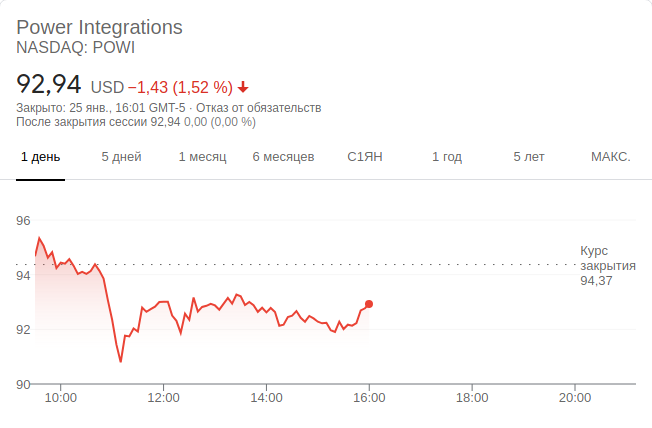 Power Integrations
NASDAQ: POWI
92,94 USD −1,43 (1,52 %)
Закрыто: 25 янв., 16:01 GMT-5 · Отказ от обязательств
После закрытия сессии 92,94 0,00 (0,00 %)
1 день 5 дней 1 месяц 6 месяцев С1ЯН 1 год 5 лет МАКС.
96
Курс
закрытия
94,37
94
92
90
10:00 12:00 14:00 16:00 18:00 20:00